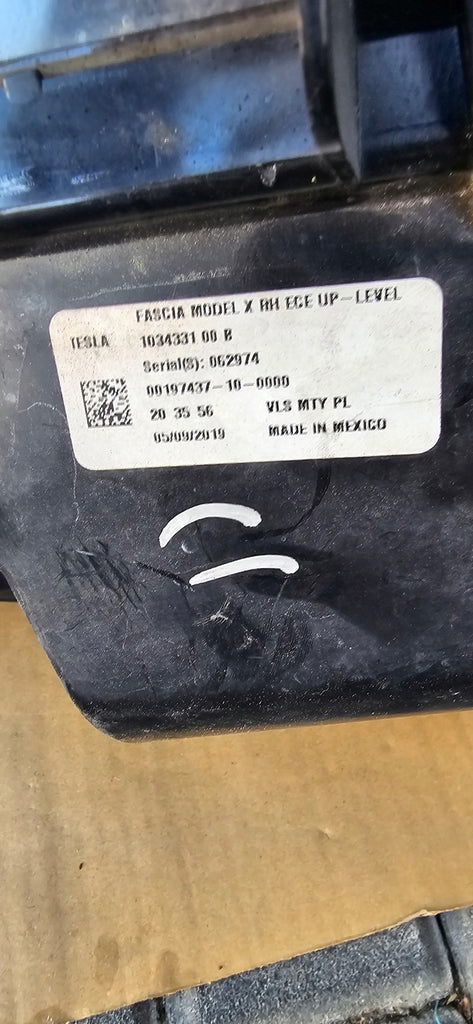 FASCIA MODEL X RH ECE UP-LEVEL
TESLA 1034331 00 B
Serial(S): 062974
00197437-10-0000
20 35 56 VLS MTY PL
05/09/2019 MADE IN MEXICO